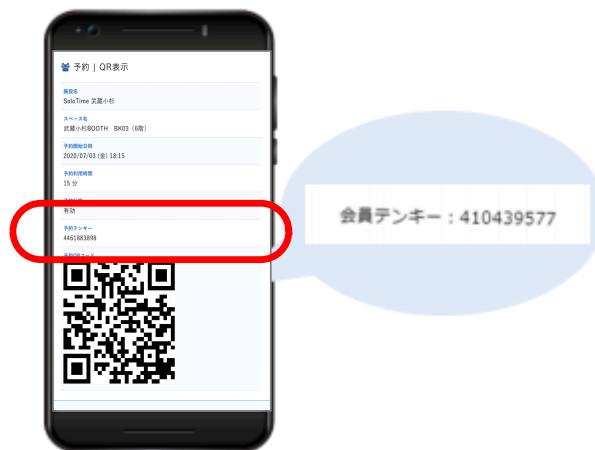 予約 | QR表示
施設名
SoloTime 武蔵小杉
スペース名
武蔵小杉BOOTH BK03（6階）
予約開始日時
2020/07/03 (金) 18:15
予約利用時間
15 分
有効
予約テンキー
4461883898
会員テンキー：410439577